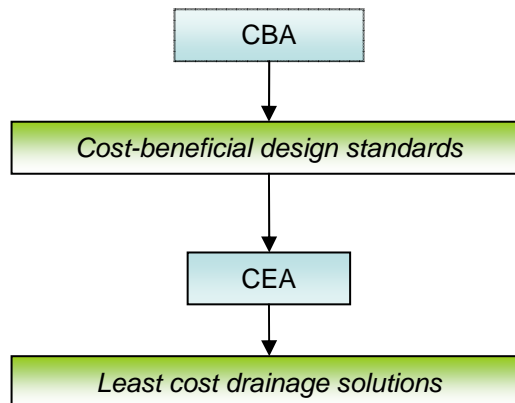 CBA
Cost-beneficial design standards
CEA
Least cost drainage solutions